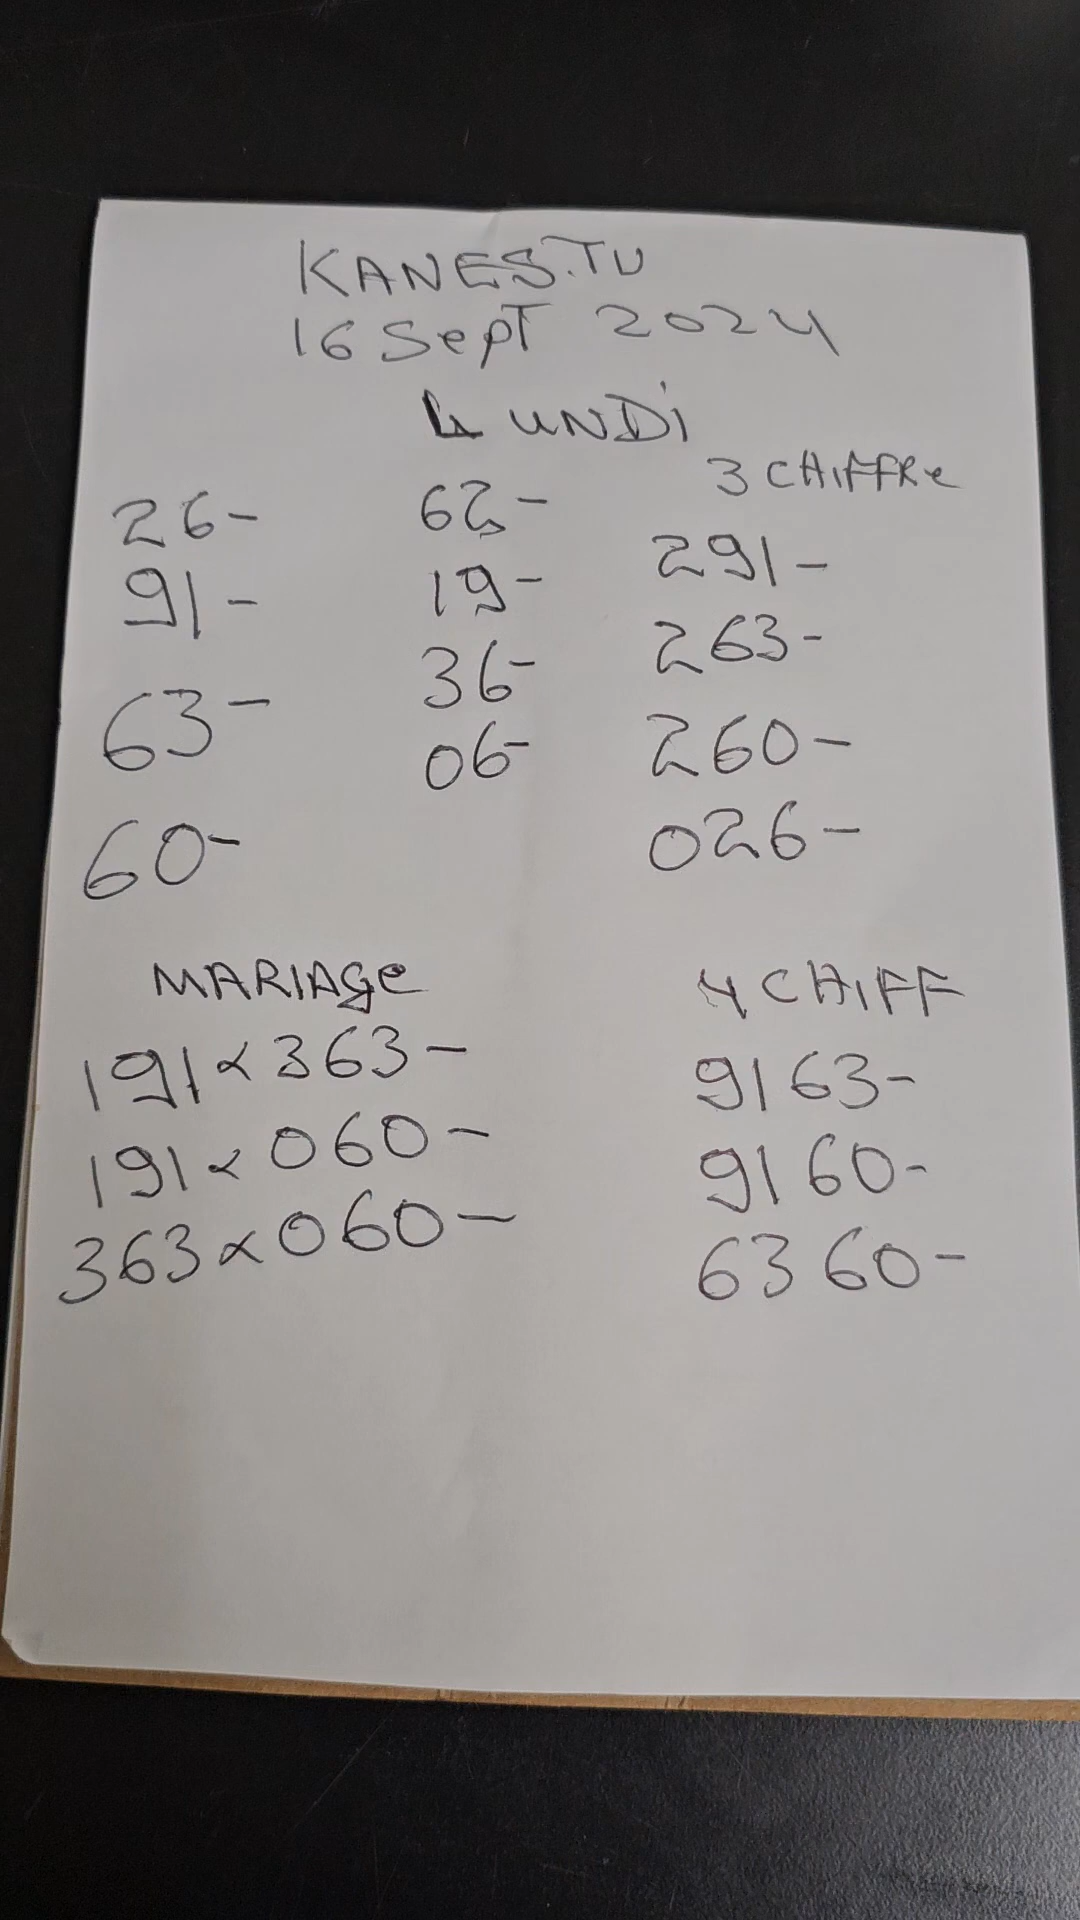 KANES.TU
16 Sept 2024
LUNDi
3 CHIFFRe
26-
91-
63-
60-
62-
19-
36-
06-
291-
263-
260-
026-
MARIAGe
191x363-
191x060-
363x060-
4 CHIFF
9163-
9160-
6360-